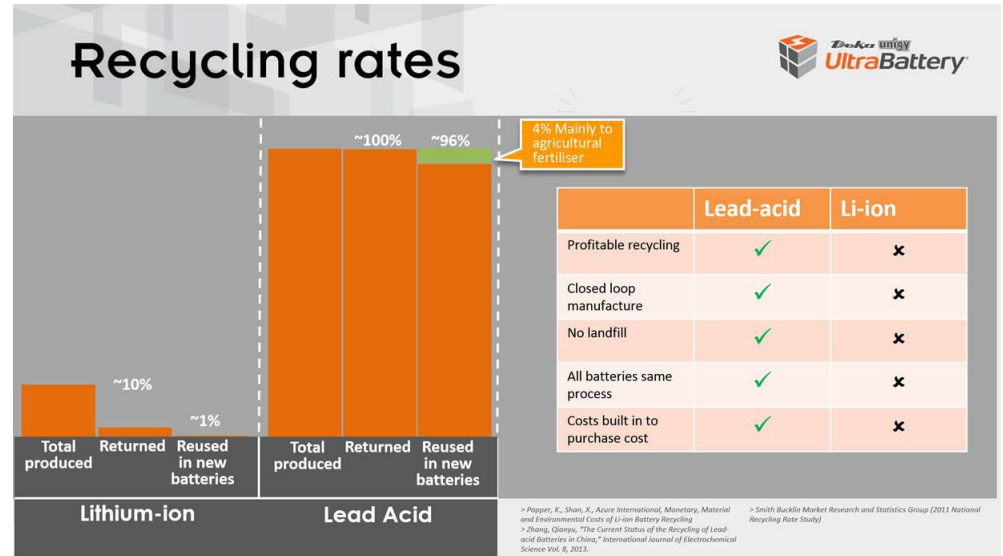 Recycling rates
Deka unigy
UltraBattery
~10%
~1%
~100%
~96%
4% Mainly to
agricultural
fertiliser
Total
produced
Returned
Reused
in new
batteries
Total
produced
Returned
Reused
in new
batteries
Lithium-ion
Lead Acid
Lead-acid Li-ion
Profitable recycling ✓ ✘
Closed loop
manufacture ✓ ✘
No landfill ✓ ✘
All batteries same
process ✓ ✘
Costs built in to
purchase cost ✓ ✘
> Popper, K., Shan, X., Azure International, Monetary, Material
and Environmental Costs of Li-ion Battery Recycling
> Zhang, Qianyu, "The Current Status of the Recycling of Lead-
acid Batteries in China," International Journal of Electrochemical
Science Vol. 8, 2013.
> Smith Bucklin Market Research and Statistics Group (2011 National
Recycling Rate Study)